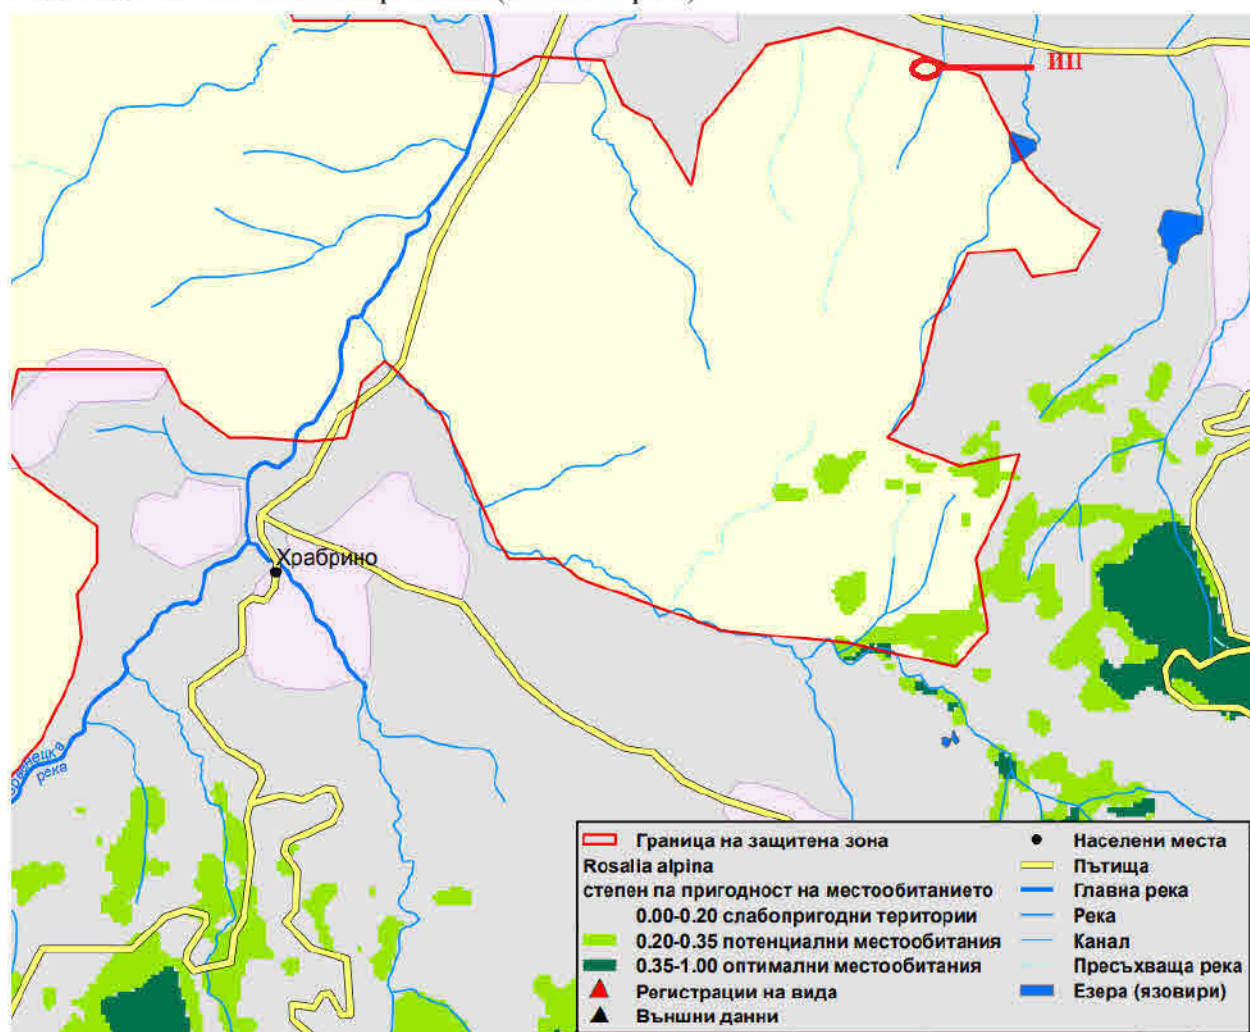 ИП
Храбрино
река
Граница на защитена зона
Rosalia alpina
степен па пригодност на местообитанието
0.00-0.20 слабопригодни територии
0.20-0.35 потенциални местообитания
0.35-1.00 оптимални местообитания
Регистрации на вида
Външни данни
Населени места
Пътища
Главна река
Река
Канал
Пресъхваща река
Езера (язовири)